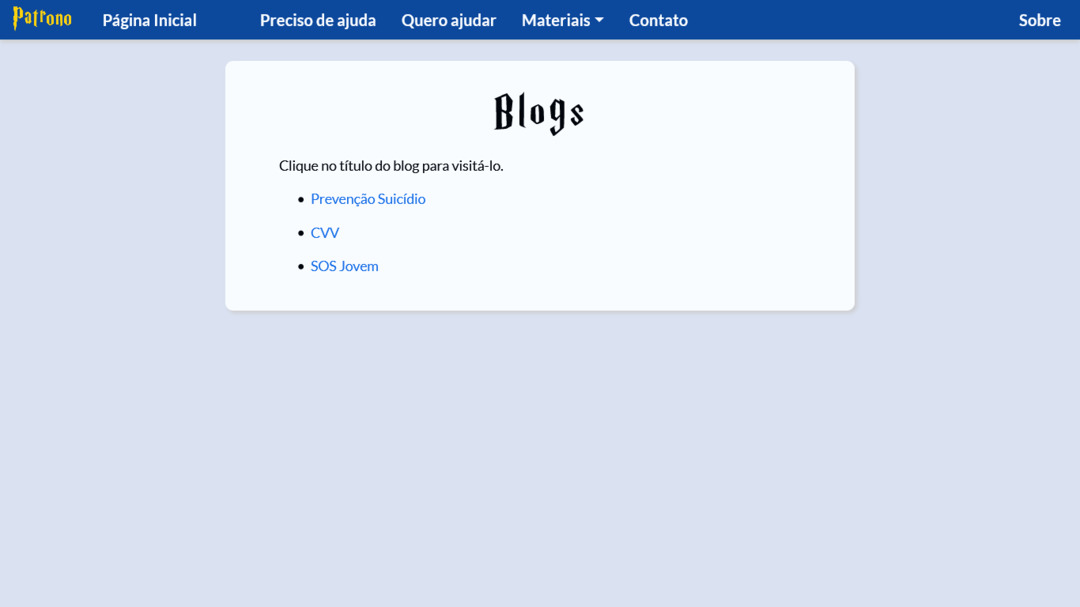 Patrono Página Inicial Preciso de ajuda Quero ajudar Materiais Contato Sobre
Blogs
Clique no título do blog para visitá-lo.
Prevenção Suicídio
CVV
SOS Jovem